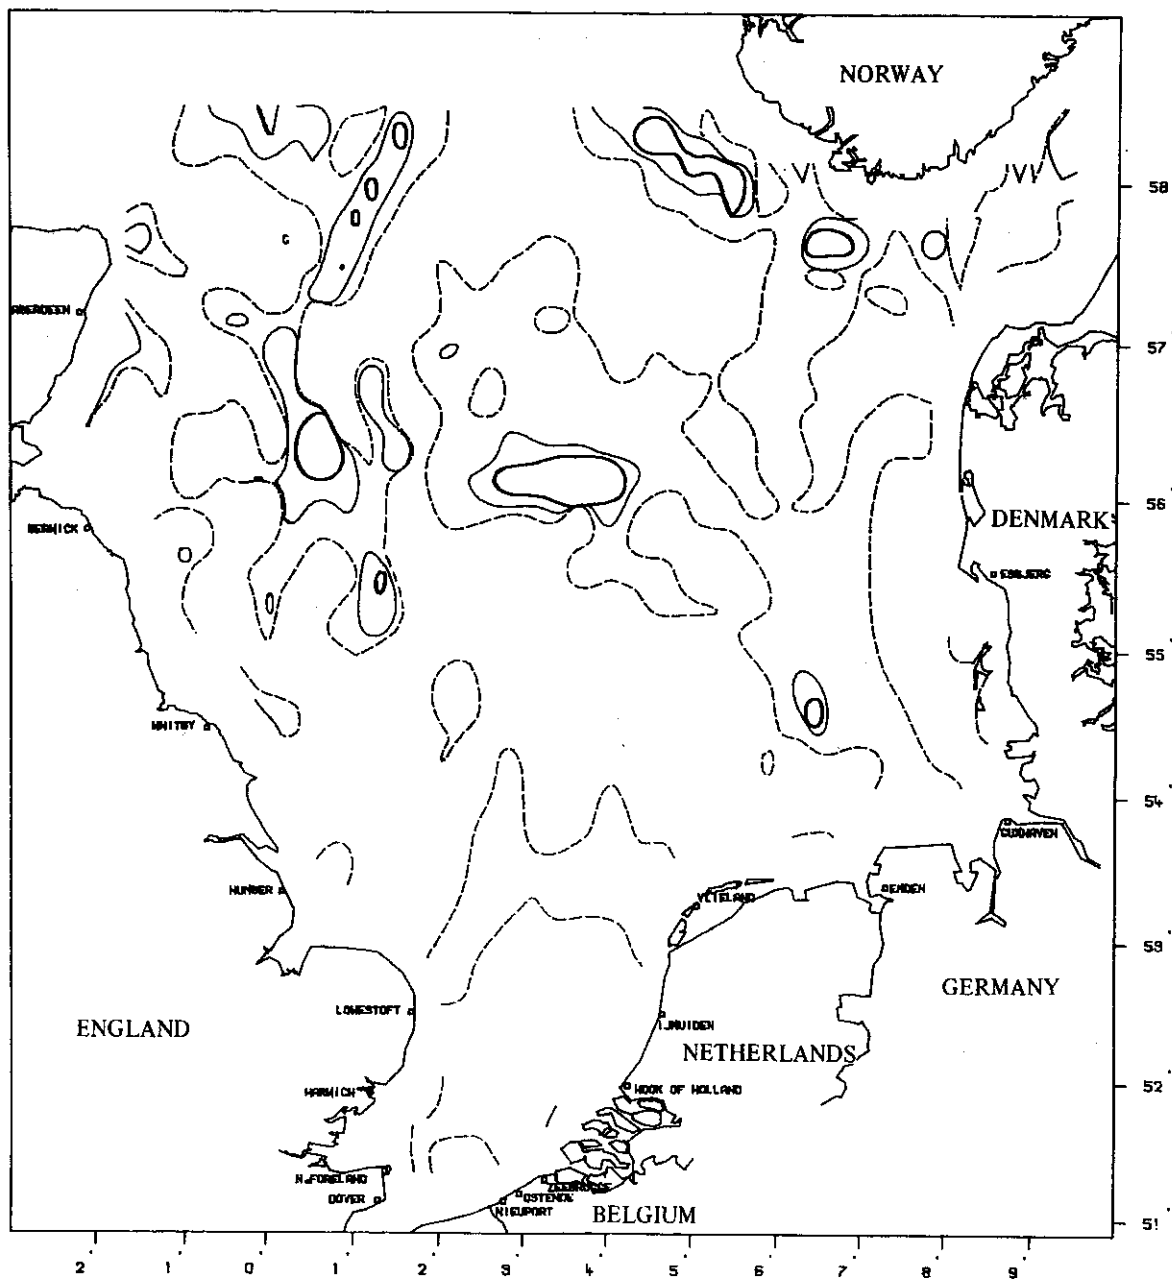 NORWAY
58
ABERDEEN
57
56
BERWICK
DENMARK
ESBJERG
55
WHITBY
54
CUXHAVEN
HUMBER
VLIELAND
EMDEN
53
GERMANY
LOWESTOFT
ENGLAND
IJMUIDEN
NETHERLANDS
HARWICH
HOOK OF HOLLAND
52
N.FORELAND
DOVER
ZEEBRUGGE
OSTENDE
NIEUPORT
BELGIUM
51
2 1 0 1 2 3 4 5 6 7 8 9